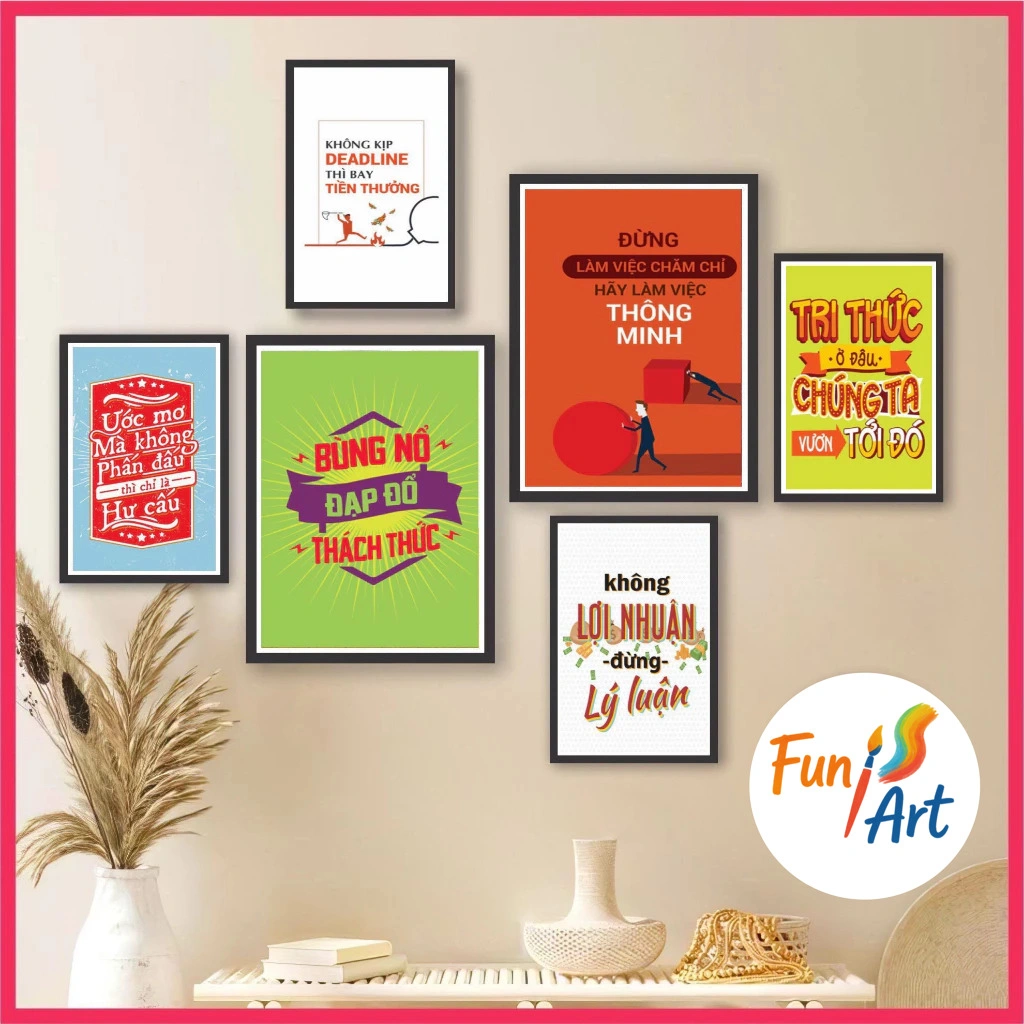 KHÔNG KỊP
DEADLINE
THÌ BAY
TIỀN THƯỞNG
ĐỪNG
LÀM VIỆC CHĂM CHỈ
HÃY LÀM VIỆC
THÔNG
MINH
TRI THỨC
Ở ĐÂU
CHÚNG TA
VƯƠN TỚI ĐÓ
Ước mơ
Mà không
Phấn đấu
thì chỉ là
Hư cấu
BÙNG NỔ
ĐẠP ĐỔ
THÁCH THỨC
không
LỢI NHUẬN
-đừng-
Lý luận
Fun
Art